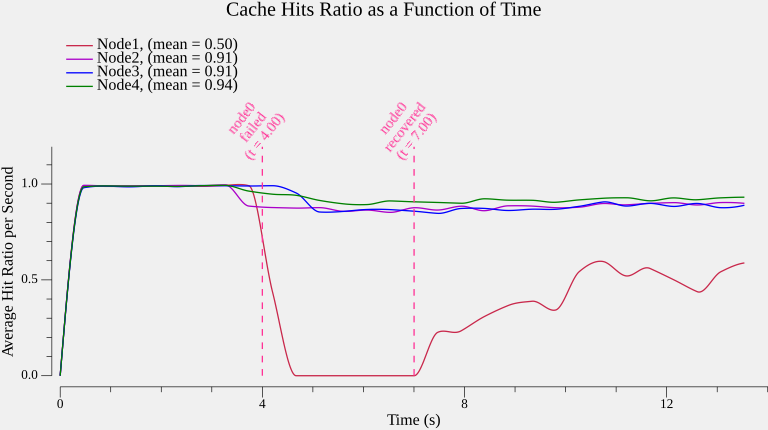 Cache Hits Ratio as a Function of Time
Node1, (mean = 0.50)
Node2, (mean = 0.91)
Node3, (mean = 0.91)
Node4, (mean = 0.94)
node0
failed
(t = 4.00)
node0
recovered
(t = 7.00)
Average Hit Ratio per Second
1.0
0.5
0.0
0
4
8
12
Time (s)